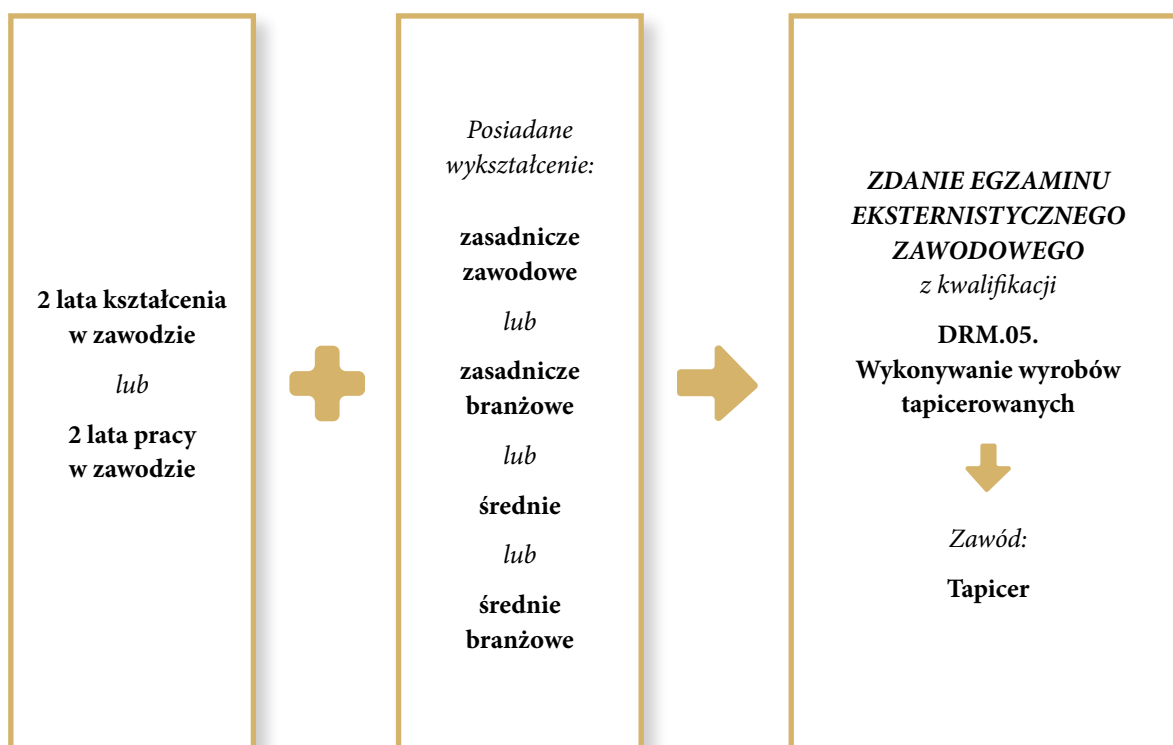 2 lata kształcenia
w zawodzie
lub
2 lata pracy
w zawodzie
Posiadane
wykształcenie:
zasadnicze
zawodowe
lub
zasadnicze
branżowe
lub
średnie
lub
średnie
branżowe
ZDANIE EGZAMINU
EKSTERNISTYCZNEGO
ZAWODOWEGO
z kwalifikacji
DRM.05.
Wykonywanie wyrobów
tapicerowanych
Zawód:
Tapicer